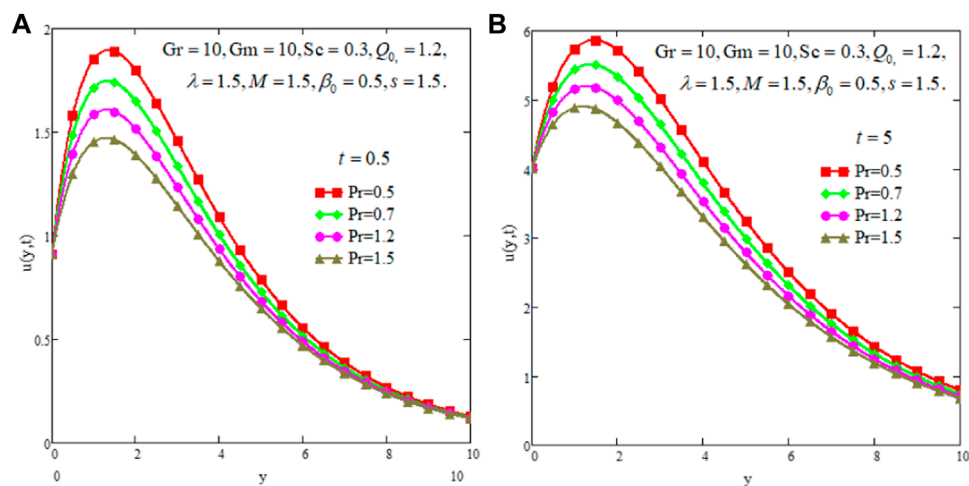 A
Gr = 10, Gm = 10, Sc = 0.3, Q₀, = 1.2,
λ = 1.5, M = 1.5, β₀ = 0.5, s = 1.5.
t = 0.5
Pr=0.5
Pr=0.7
Pr=1.2
Pr=1.5
u(y,t)
2
1.5
1
0.5
0
0 2 4 6 8 10
0 y 10
B
Gr = 10, Gm = 10, Sc = 0.3, Q₀, = 1.2,
λ = 1.5, M = 1.5, β₀ = 0.5, s = 1.5.
t = 5
Pr=0.5
Pr=0.7
Pr=1.2
Pr=1.5
u(y,t)
6
5
4
3
2
1
0
0 2 4 6 8 10
y